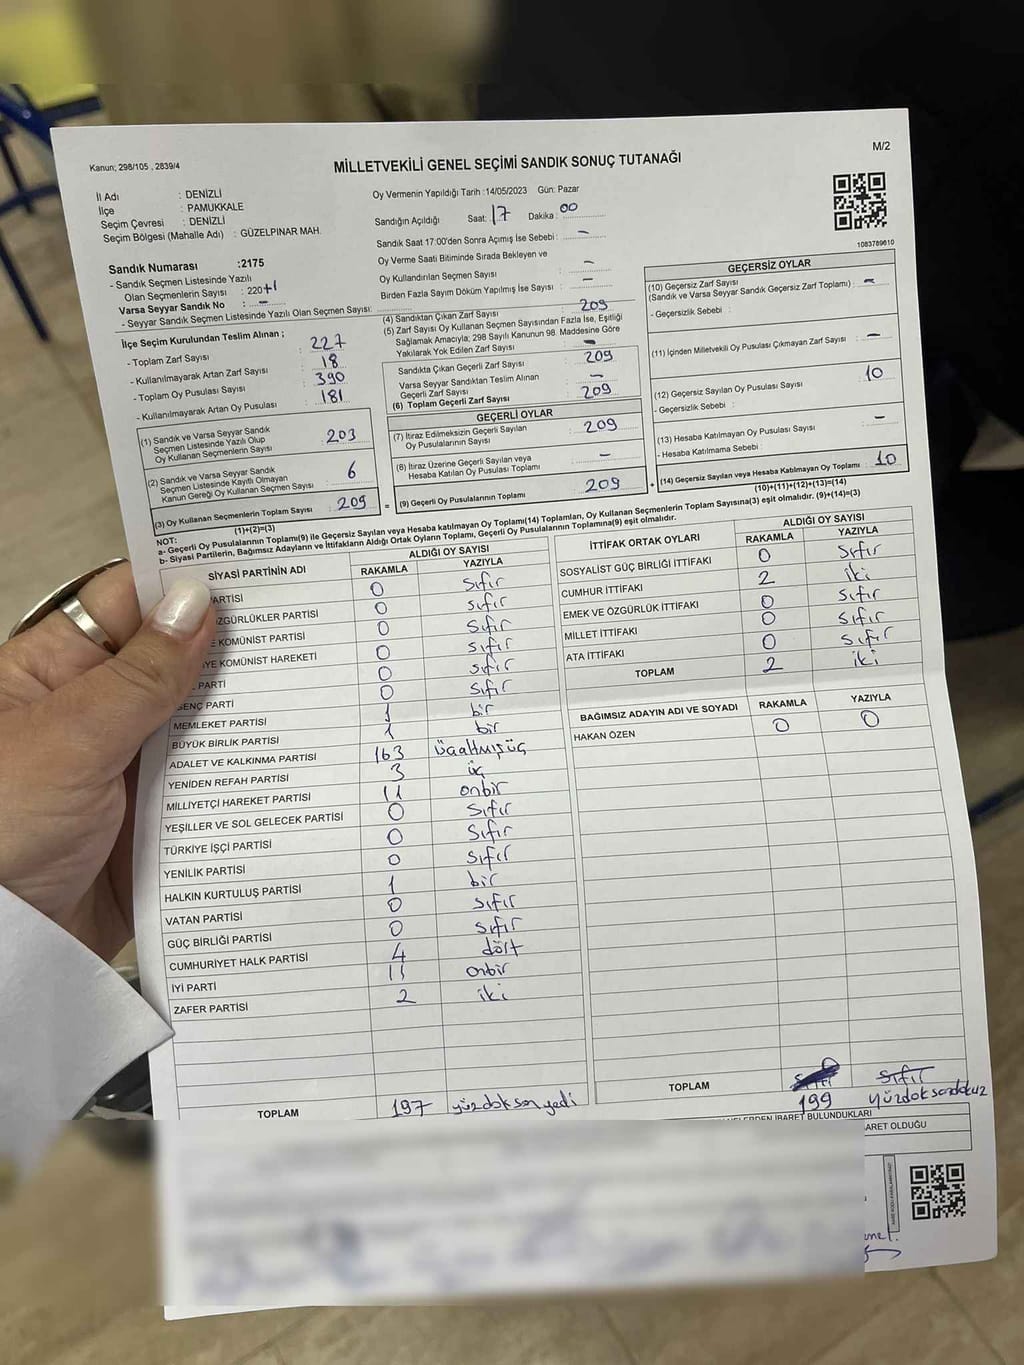 Kanun; 298/105 , 2839/4
MİLLETVEKİLİ GENEL SEÇİMİ SANDIK SONUÇ TUTANAĞI
M/2
İl Adı : DENİZLİ
İlçe : PAMUKKALE
Seçim Çevresi : DENİZLİ
Seçim Bölgesi (Mahalle Adı) : GÜZELPINAR MAH.
Oy Vermenin Yapıldığı Tarih :14/05/2023 Gün: Pazar
Sandığın Açıldığı Saat: 17 Dakika : 00
Sandık Saat 17:00'den Sonra Açımış İse Sebebi : -
Oy Verme Saati Bitiminde Sırada Bekleyen ve
Oy Kullandırılan Seçmen Sayısı : -
Birden Fazla Sayım Döküm Yapılmış İse Sayısı : -
1083789610
Sandık Numarası :2175
- Sandık Seçmen Listesinde Yazılı
Olan Seçmenlerin Sayısı : 220+1
Varsa Seyyar Sandık No : -
- Seyyar Sandık Seçmen Listesinde Yazılı Olan Seçmen Sayısı:
İlçe Seçim Kurulundan Teslim Alınan ;
- Toplam Zarf Sayısı : 227
- Kullanılmayarak Artan Zarf Sayısı : 18
- Toplam Oy Pusulası Sayısı : 390
- Kullanılmayarak Artan Oy Pusulası : 181
(1) Sandık ve Varsa Seyyar Sandık
Seçmen Listesinde Yazılı Olup
Oy Kullanan Seçmenlerin Sayısı : 203
(2) Sandık ve Varsa Seyyar Sandık
Seçmen Listesinde Kayıtlı Olmayan
Kanun Gereği Oy Kullanan Seçmen Sayısı : 6
(3) Oy Kullanan Seçmenlerin Toplam Sayısı : 209
(1)+(2)=(3)
(4) Sandıktan Çıkan Zarf Sayısı : 209
(5) Zarf Sayısı Oy Kullanan Seçmen Sayısından Fazla İse, Eşitliği
Sağlamak Amacıyla; 298 Sayılı Kanunun 98. Maddesine Göre
Yakılarak Yok Edilen Zarf Sayısı : -
Sandıkta Çıkan Geçerli Zarf Sayısı : 209
Varsa Seyyar Sandıktan Teslim Alınan
Geçerli Zarf Sayısı : -
(6) Toplam Geçerli Zarf Sayısı : 209
GEÇERLİ OYLAR
(7) İtiraz Edilmeksizin Geçerli Sayılan
Oy Pusulalarının Sayısı : 209
(8) İtiraz Üzerine Geçerli Sayılan veya
Hesaba Katılan Oy Pusulası Toplamı : -
= (9) Geçerli Oy Pusulalarının Toplamı : 209
GEÇERSİZ OYLAR
(10) Geçersiz Zarf Sayısı
(Sandık ve Varsa Seyyar Sandık Geçersiz Zarf Toplamı) : -
- Geçersizlik Sebebi :
(11) İçinden Milletvekili Oy Pusulası Çıkmayan Zarf Sayısı : -
(12) Geçersiz Sayılan Oy Pusulası Sayısı : 10
- Geçersizlik Sebebi :
(13) Hesaba Katılmayan Oy Pusulası Sayısı : -
- Hesaba Katılmama Sebebi :
+ (14) Geçersiz Sayılan veya Hesaba Katılmayan Oy Toplamı : 10
(10)+(11)+(12)+(13)=(14)
NOT:
a- Geçerli Oy Pusulalarının Toplamı(9) ile Geçersiz Sayılan veya Hesaba katılmayan Oy Toplamı(14) Toplamları, Oy Kullanan Seçmenlerin Toplam Sayısına(3) eşit olmalıdır. (9)+(14)=(3)
b- Siyasi Partilerin, Bağımsız Adayların ve İttifakların Aldığı Ortak Oyların Toplamı, Geçerli Oy Pusulalarının Toplamına(9) eşit olmalıdır.
SİYASİ PARTİNİN ADI ALDIĞI OY SAYISI
RAKAMLA YAZIYLA
PARTİSİ 0 sıfır
ÖZGÜRLÜKLER PARTİSİ 0 sıfır
KOMÜNİST PARTİSİ 0 sıfır
KOMÜNİST HAREKETİ 0 sıfır
PARTİ 0 sıfır
GENÇ PARTİ 0 sıfır
MEMLEKET PARTİSİ 1 bir
BÜYÜK BİRLİK PARTİSİ 1 bir
ADALET VE KALKINMA PARTİSİ 163
YENİDEN REFAH PARTİSİ 3 üç
MİLLİYETÇİ HAREKET PARTİSİ 11 onbir
YEŞİLLER VE SOL GELECEK PARTİSİ 0 sıfır
TÜRKİYE İŞÇİ PARTİSİ 0 sıfır
YENİLİK PARTİSİ 0 sıfır
HALKIN KURTULUŞ PARTİSİ 1 bir
VATAN PARTİSİ 0 sıfır
GÜÇ BİRLİĞİ PARTİSİ 0 sıfır
CUMHURİYET HALK PARTİSİ 4 dört
İYİ PARTİ 11 onbir
ZAFER PARTİSİ 2 iki
TOPLAM 197 yüzdoksanyedi
İTTİFAK ORTAK OYLARI ALDIĞI OY SAYISI
RAKAMLA YAZIYLA
SOSYALİST GÜÇ BİRLİĞİ İTTİFAKI 0 sıfır
CUMHUR İTTİFAKI 2 iki
EMEK VE ÖZGÜRLÜK İTTİFAKI 0 sıfır
MİLLET İTTİFAKI 0 sıfır
ATA İTTİFAKI 0 sıfır
TOPLAM 2 iki
BAĞIMSIZ ADAYIN ADI VE SOYADI RAKAMLA YAZIYLA
HAKAN ÖZEN 0 0
TOPLAM sıfır
199 yüzdoksandokuz
İBARET BULUNDUKLARI
OLDUĞU